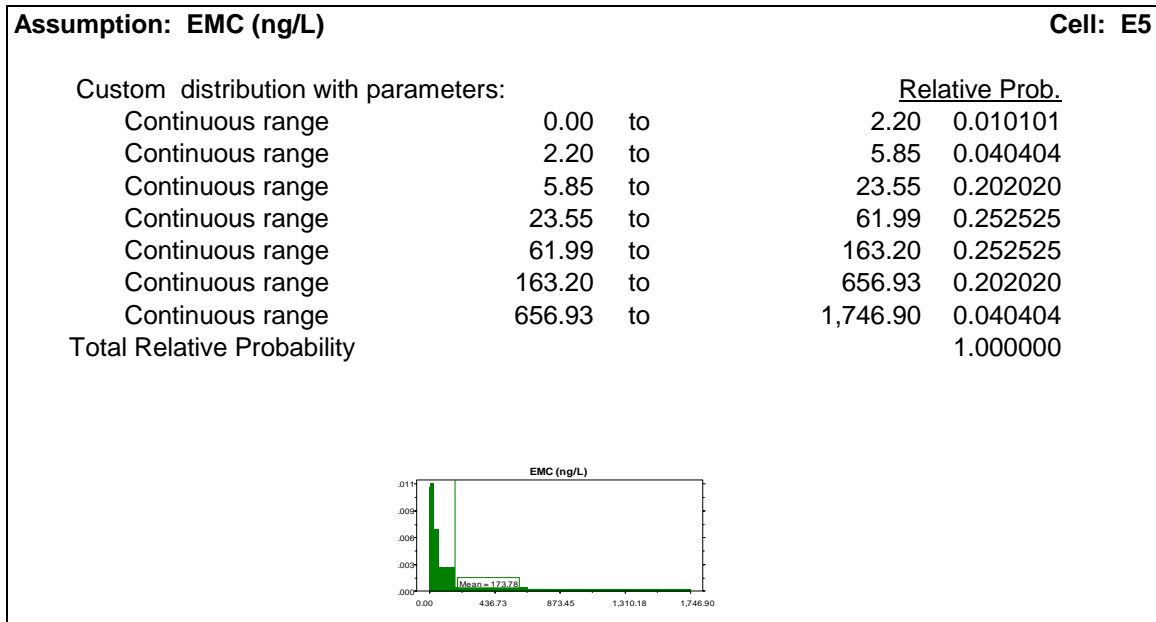 Assumption: EMC (ng/L) Cell: E5
Custom distribution with parameters: Relative Prob.
Continuous range 0.00 to 2.20 0.010101
Continuous range 2.20 to 5.85 0.040404
Continuous range 5.85 to 23.55 0.202020
Continuous range 23.55 to 61.99 0.252525
Continuous range 61.99 to 163.20 0.252525
Continuous range 163.20 to 656.93 0.202020
Continuous range 656.93 to 1,746.90 0.040404
Total Relative Probability 1.000000
EMC (ng/L)
.011
.009
.006
.003
Mean = 173.78
.000
0.00 436.73 873.45 1,310.18 1,746.90